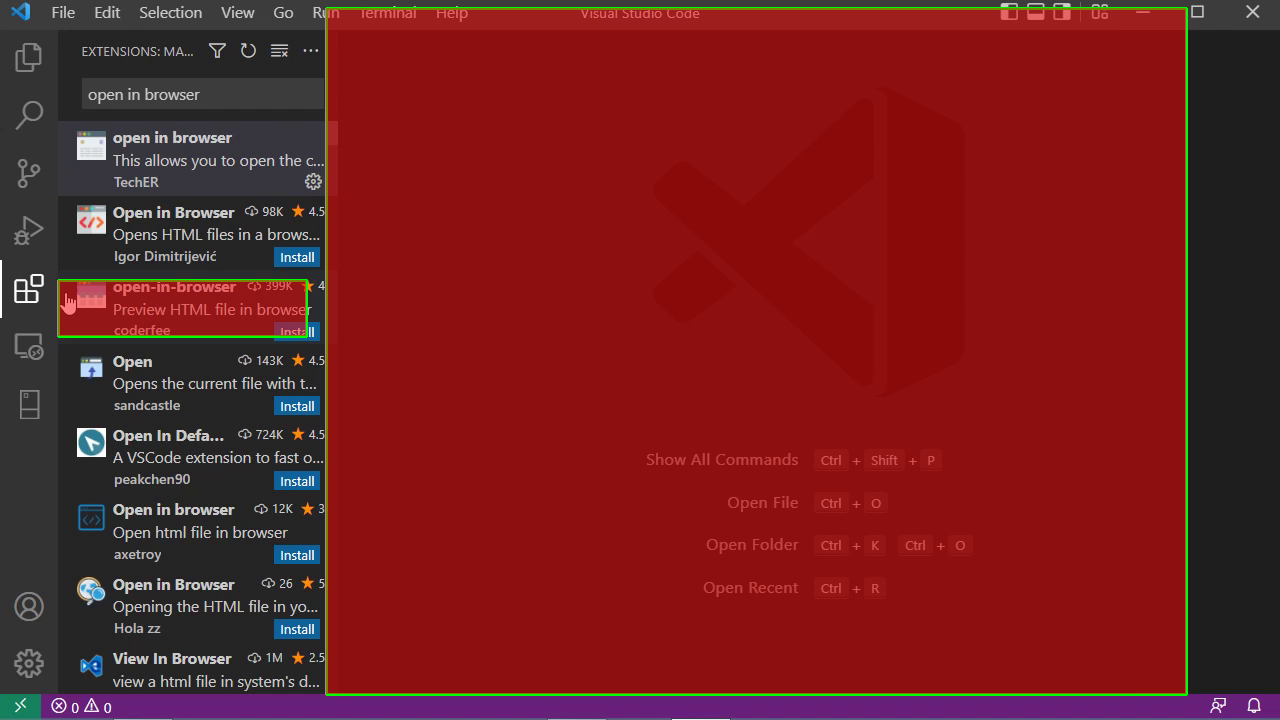 File Edit Selection View Go Run Terminal Help Visual Studio Code
EXTENSIONS: MA...
open in browser
open in browser
This allows you to open the c...
TechER
Open in Browser 98K 4.5
Opens HTML files in a brows...
Igor Dimitrijević Install
open-in-browser 399K 4
Preview HTML file in browser
coderfee Install
Open 143K 4.5
Opens the current file with t...
sandcastle Install
Open In Defa... 724K 4.5
A VSCode extension to fast o...
peakchen90 Install
Open in browser 12K 3
Open html file in browser
axetroy Install
Open in Browser 26 5
Opening the HTML file in yo...
Hola zz Install
View In Browser 1M 2.5
view a html file in system's d...
Show All Commands Ctrl + Shift + P
Open File Ctrl + O
Open Folder Ctrl + K Ctrl + O
Open Recent Ctrl + R
0 0